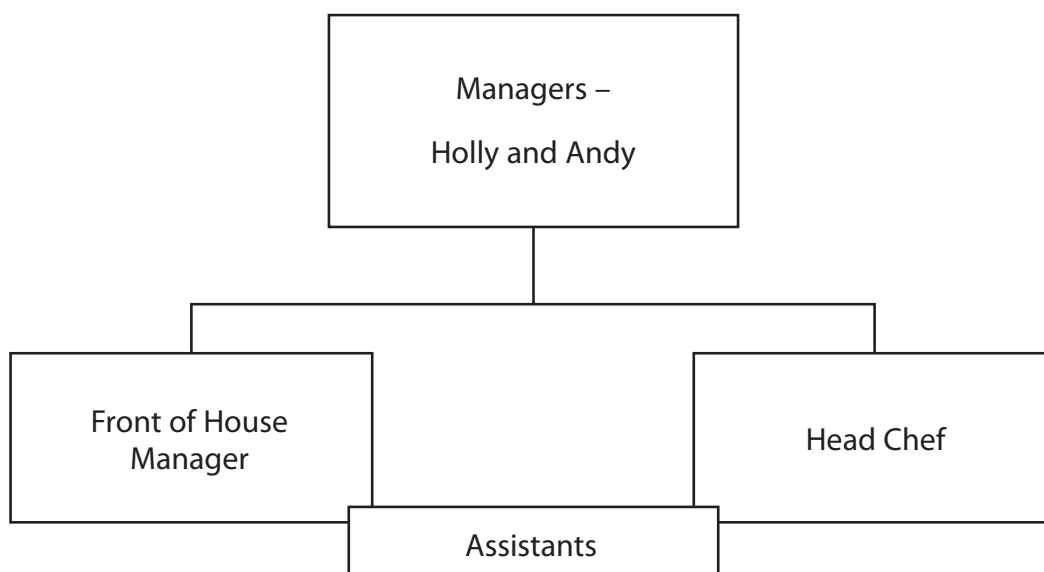 Managers –
Holly and Andy
Front of House
Manager
Head Chef
Assistants